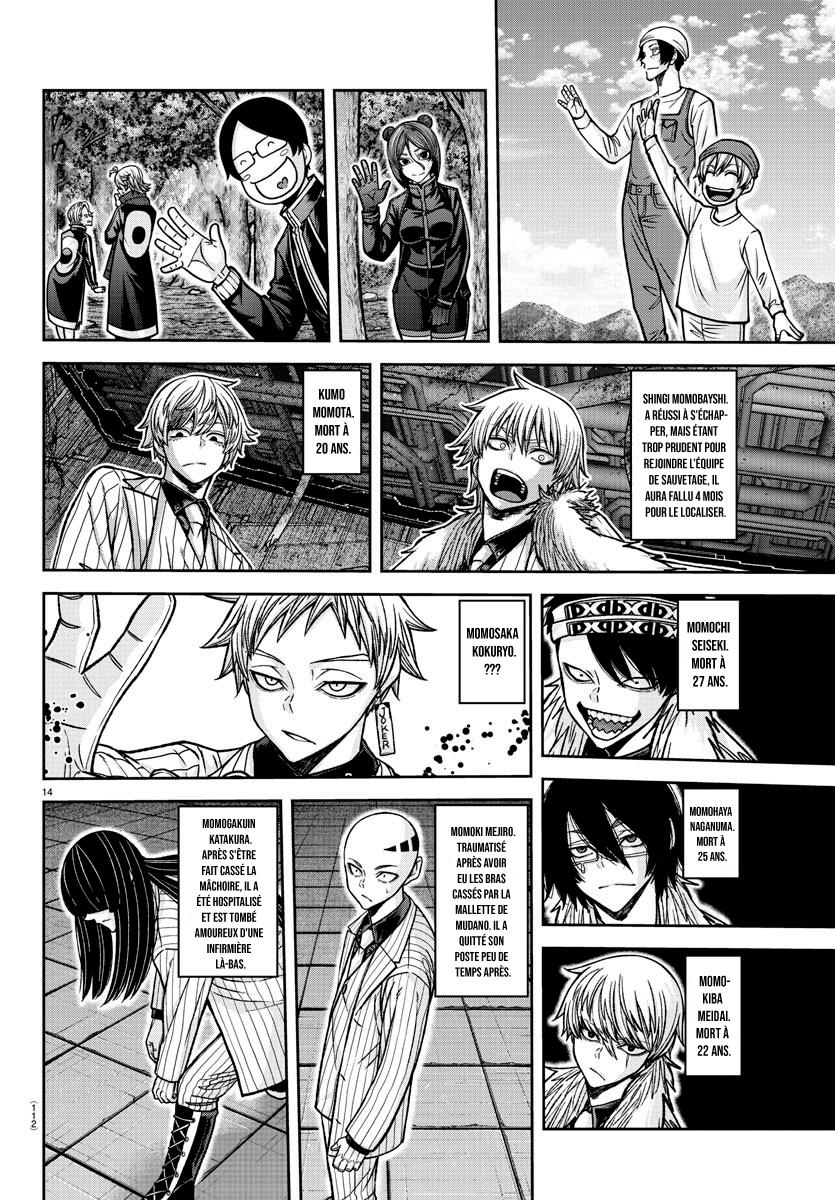 SHINGI MOMOBAYSHI.
A RÉUSSI À S'ÉCHAP-
PER, MAIS ÉTANT
TROP PRUDENT POUR
REJOINDRE L'ÉQUIPE
DE SAUVETAGE, IL
AURA FALLU 4 MOIS
POUR LE LOCALISER.
KUMO
MOMOTA.
MORT À
20 ANS.
MOMOCHI
SEISEKI.
MORT À
27 ANS.
MOMOSAKA
KOKURYO.
???
JOKER
MOMOHAYA
NAGANUMA.
MORT À
25 ANS.
MOMO-
KIBA
MEIDAI.
MORT À
22 ANS.
MOMOKI MEJIRO.
TRAUMATISÉ
APRÈS AVOIR
EU LES BRAS
CASSÉS PAR LA
MALLETTE DE
MUDANO. IL A
QUITTÉ SON
POSTE PEU DE
TEMPS APRÈS.
MOMOGAKUIN
KATAKURA.
APRÈS S'ÊTRE
FAIT CASSÉ LA
MÂCHOIRE, IL A
ÉTÉ HOSPITALISÉ
ET EST TOMBÉ
AMOUREUX D'UNE
INFIRMIÈRE
LÀ-BAS.
14
(112)